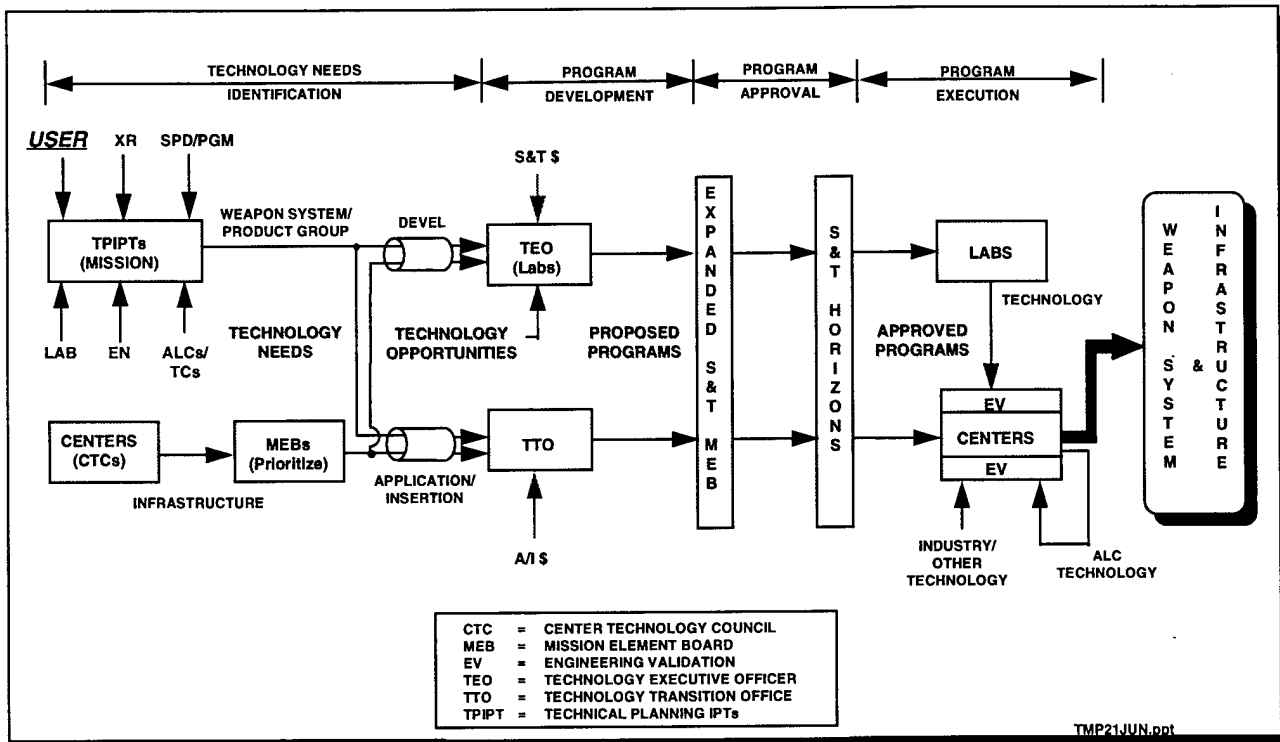 TECHNOLOGY NEEDS
IDENTIFICATION
PROGRAM
DEVELOPMENT
PROGRAM
APPROVAL
PROGRAM
EXECUTION
USER
XR
SPD/PGM
S&T $
WEAPON SYSTEM/
PRODUCT GROUP
DEVEL
TPIPTs
(MISSION)
TEO
(Labs)
LABS
TECHNOLOGY
LAB
EN
ALCs/
TCs
TECHNOLOGY
NEEDS
TECHNOLOGY
OPPORTUNITIES
PROPOSED
PROGRAMS
EXPANDED S&T MEB
S&T HORIZONS
APPROVED
PROGRAMS
WEAPON SYSTEM
&
INFRASTRUCTURE
CENTERS
(CTCs)
MEBs
(Prioritize)
TTO
EV
CENTERS
EV
INFRASTRUCTURE
APPLICATION/
INSERTION
A/I $
INDUSTRY/
OTHER
TECHNOLOGY
ALC
TECHNOLOGY
CTC = CENTER TECHNOLOGY COUNCIL
MEB = MISSION ELEMENT BOARD
EV = ENGINEERING VALIDATION
TEO = TECHNOLOGY EXECUTIVE OFFICER
TTO = TECHNOLOGY TRANSITION OFFICE
TPIPT = TECHNICAL PLANNING IPTs
TMP21JUN.ppt